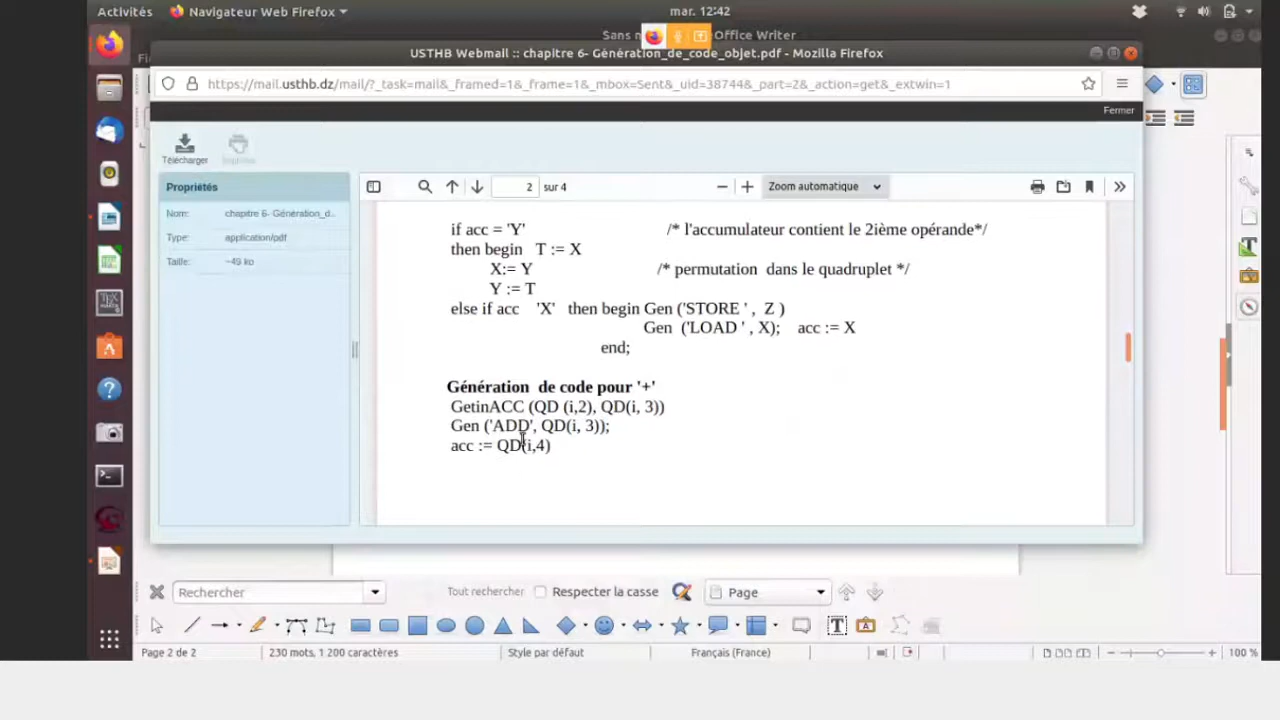 Activités
Navigateur Web Firefox
mar. 12:42
Sans n
Office Writer
USTHB Webmail :: chapitre 6- Génération_de_code_objet.pdf - Mozilla Firefox
https://mail.usthb.dz/mail/?_task=mail&_framed=1&_frame=1&_mbox=Sent&_uid=38744&_part=2&_action=get&_extwin=1
Fermer
Télécharger
Imprimer
Propriétés
Nom: chapitre 6- Génération_d...
Type: application/pdf
Taille: ~49 ko
2 sur 4
Zoom automatique
if acc = 'Y' /* l'accumulateur contient le 2ième opérande*/
then begin T := X
X:= Y /* permutation dans le quadruplet */
Y := T
else if acc 'X' then begin Gen ('STORE ' , Z )
Gen ('LOAD ' , X); acc := X
end;
Génération de code pour '+'
GetinACC (QD (i,2), QD(i, 3))
Gen ('ADD', QD(i, 3));
acc := QD(i,4)
Rechercher
Tout rechercher
Respecter la casse
Page
Page 2 de 2
230 mots, 1 200 caractères
Style par défaut
Français (France)
100 %